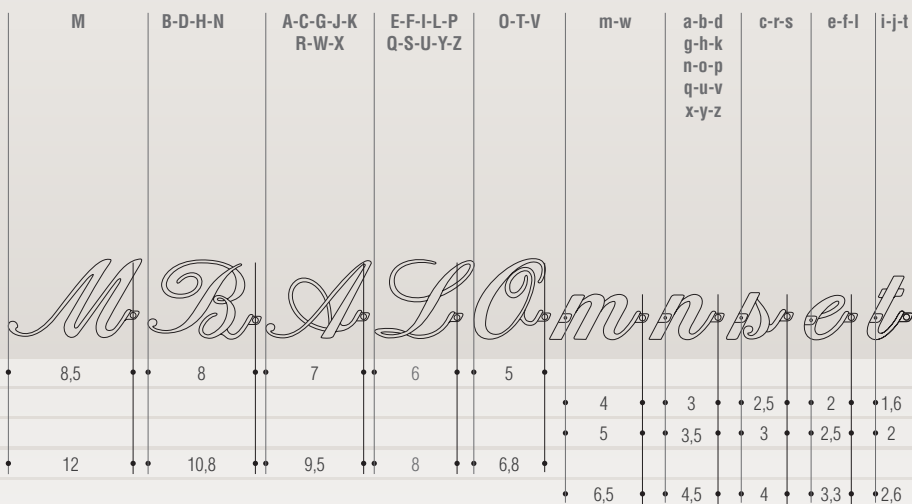 M B-D-H-N A-C-G-J-K E-F-I-L-P O-T-V m-w a-b-d c-r-s e-f-l i-j-t
R-W-X Q-S-U-Y-Z g-h-k
n-o-p
q-u-v
x-y-z
M B A L O m n s e t
8,5 8 7 6 5
4 3 2,5 2 1,6
5 3,5 3 2,5 2
12 10,8 9,5 8 6,8
6,5 4,5 4 3,3 2,6